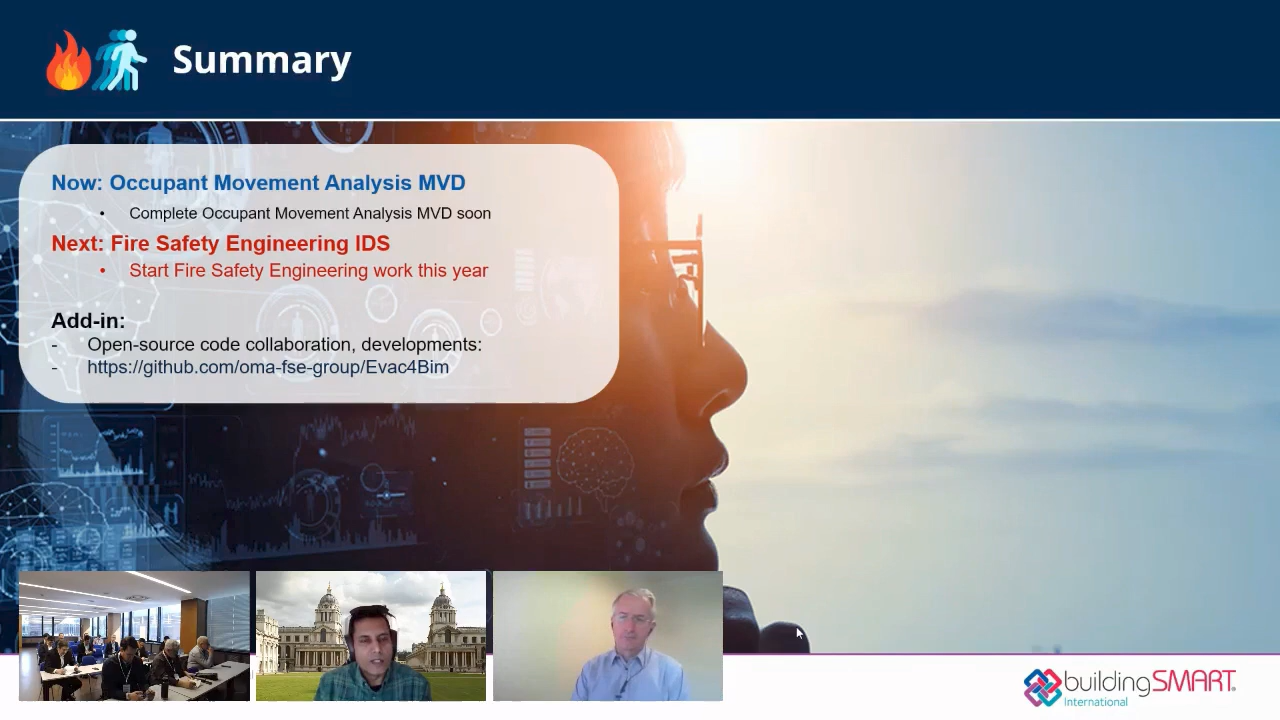 Summary
Now: Occupant Movement Analysis MVD
• Complete Occupant Movement Analysis MVD soon
Next: Fire Safety Engineering IDS
• Start Fire Safety Engineering work this year
Add-in:
- Open-source code collaboration, developments:
- https://github.com/oma-fse-group/Evac4Bim
buildingSMART®
International